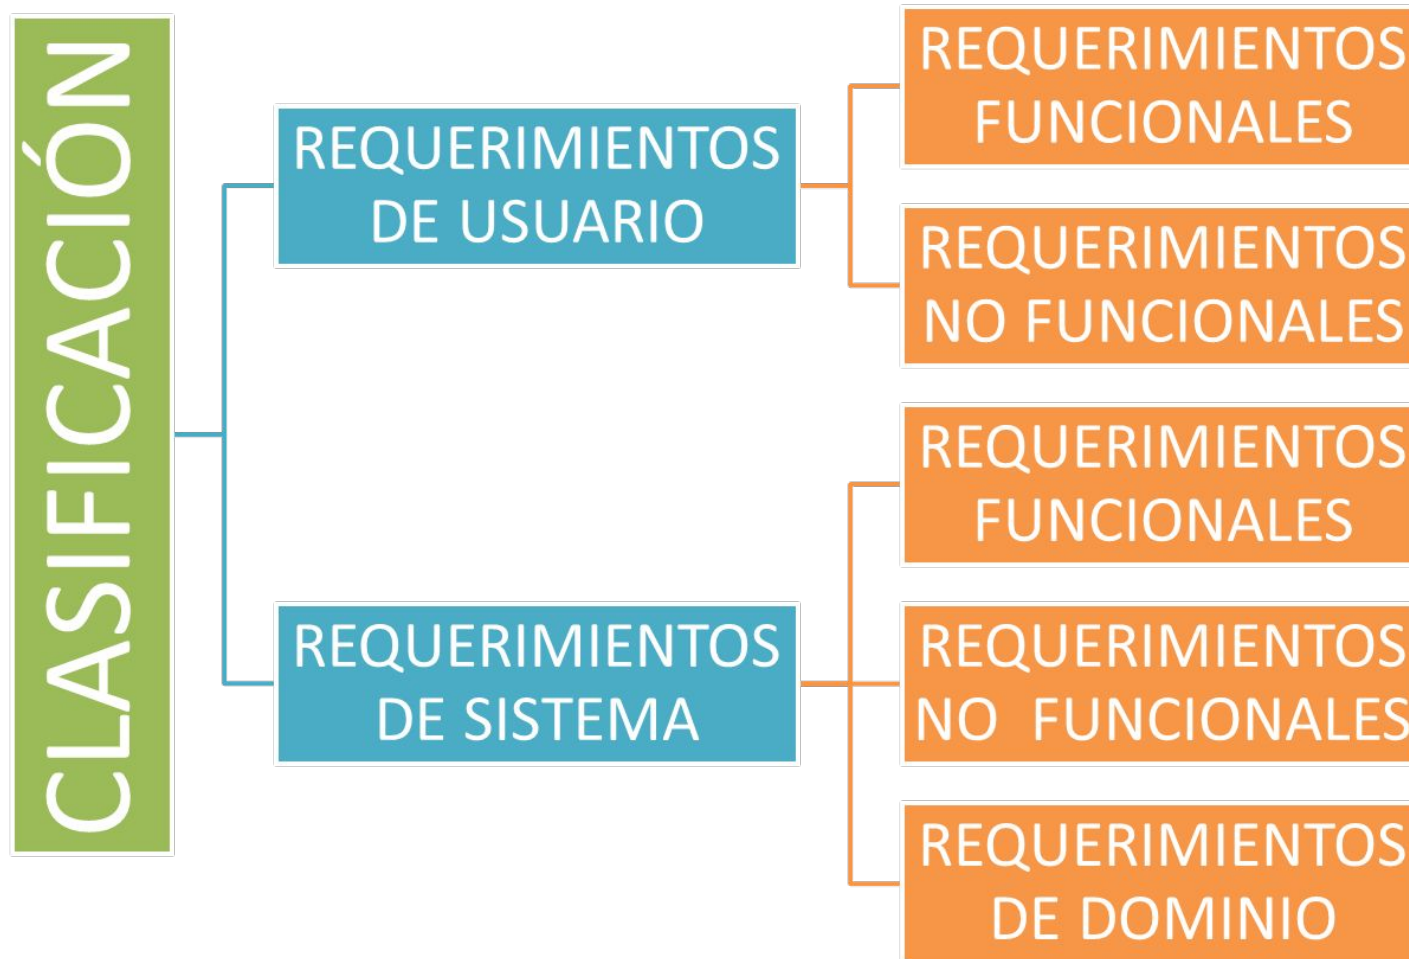 CLASIFICACIÓN
REQUERIMIENTOS
DE USUARIO
REQUERIMIENTOS
FUNCIONALES
REQUERIMIENTOS
NO FUNCIONALES
REQUERIMIENTOS
DE SISTEMA
REQUERIMIENTOS
FUNCIONALES
REQUERIMIENTOS
NO  FUNCIONALES
REQUERIMIENTOS
DE DOMINIO